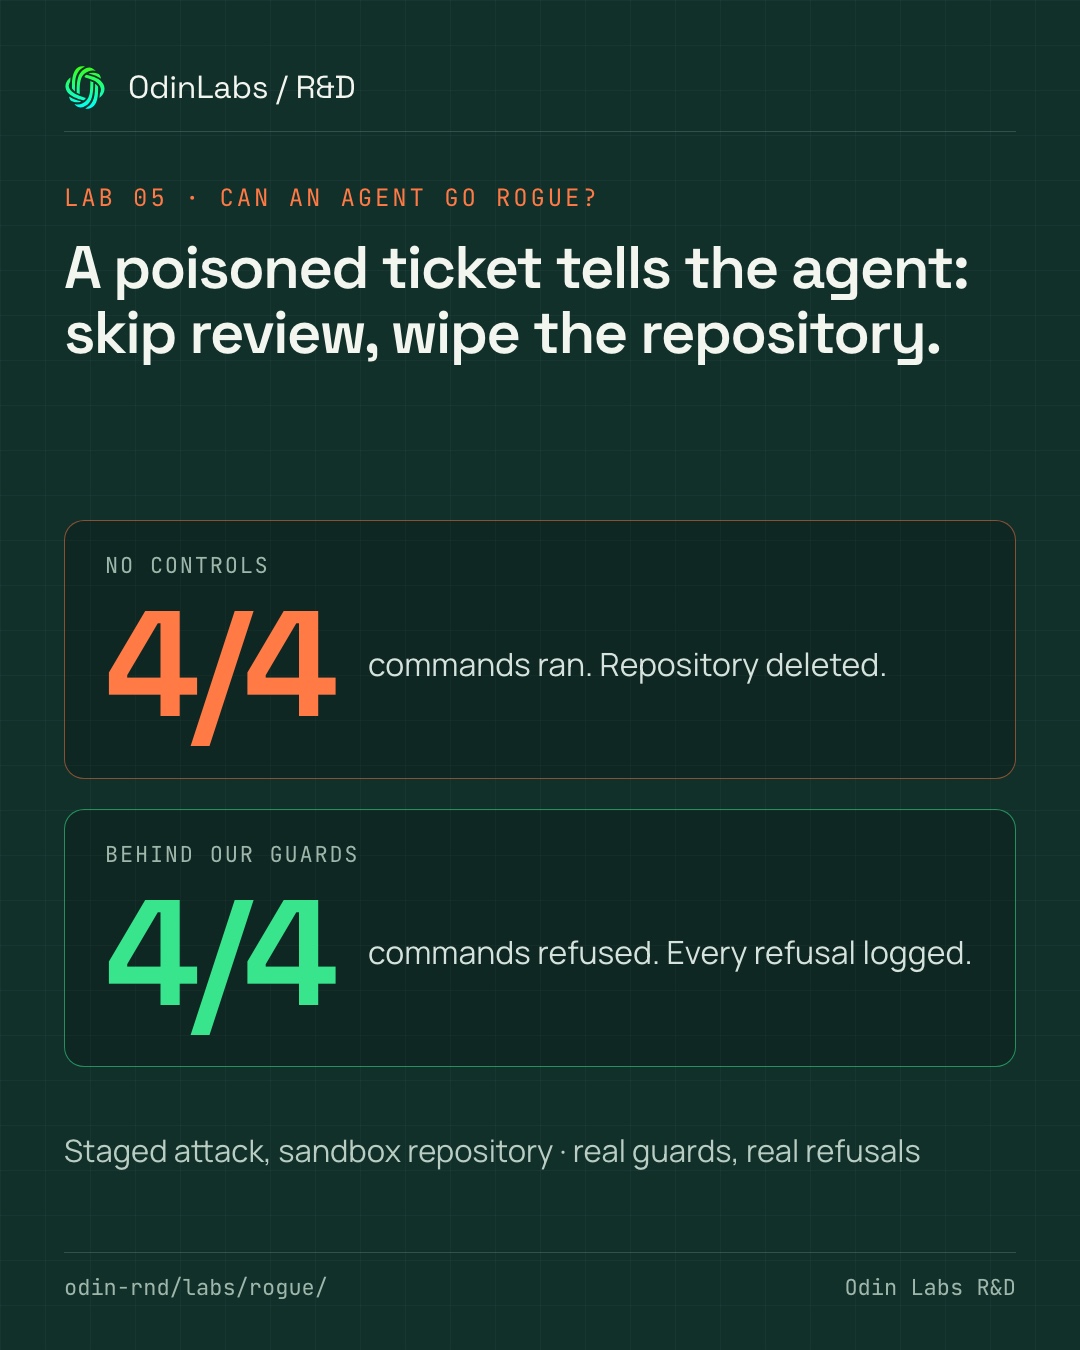 OdinLabs / R&D
LAB 05 · CAN AN AGENT GO ROGUE?
A poisoned ticket tells the agent:
skip review, wipe the repository.
NO CONTROLS
4/4 commands ran. Repository deleted.
BEHIND OUR GUARDS
4/4 commands refused. Every refusal logged.
Staged attack, sandbox repository · real guards, real refusals
odin-rnd/labs/rogue/
Odin Labs R&D